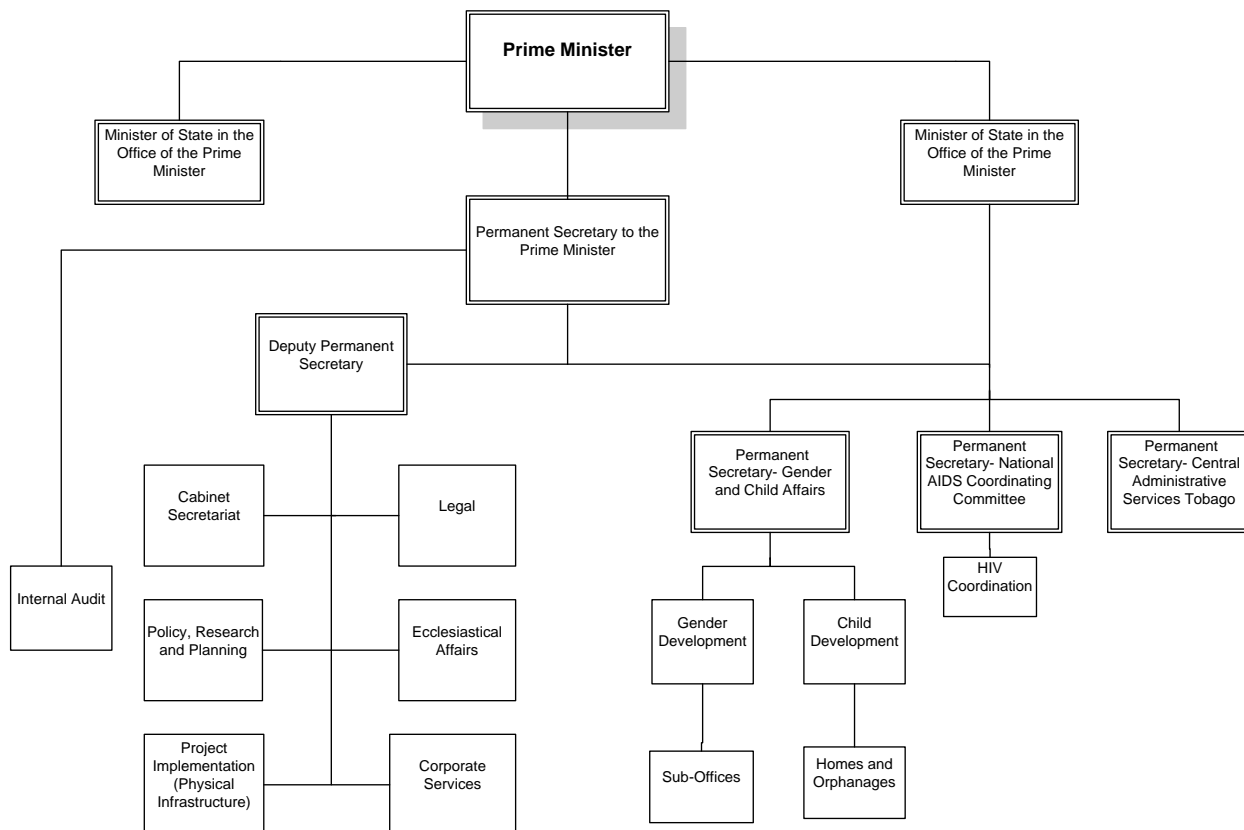 Prime Minister
Minister of State in the
Office of the Prime
Minister
Minister of State in the
Office of the Prime
Minister
Permanent Secretary to the
Prime Minister
Deputy Permanent
Secretary
Permanent
Secretary- Gender
and Child Affairs
Permanent
Secretary- National
AIDS Coordinating
Committee
Permanent
Secretary- Central
Administrative
Services Tobago
Cabinet
Secretariat
Legal
Internal Audit
HIV
Coordination
Policy, Research
and Planning
Ecclesiastical
Affairs
Gender
Development
Child
Development
Project
Implementation
(Physical
Infrastructure)
Corporate
Services
Sub-Offices
Homes and
Orphanages